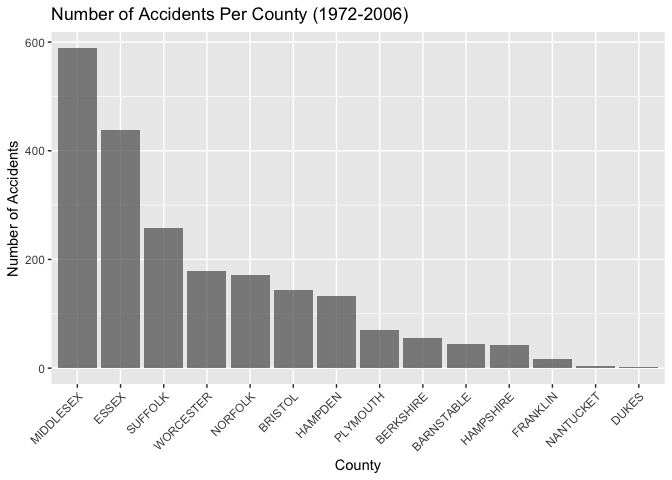 Number of Accidents Per County (1972-2006)
Number of Accidents
600
400
200
0
MIDDLESEX
ESSEX
SUFFOLK
WORCESTER
NORFOLK
BRISTOL
HAMPDEN
PLYMOUTH
BERKSHIRE
BARNSTABLE
HAMPSHIRE
FRANKLIN
NANTUCKET
DUKES
County